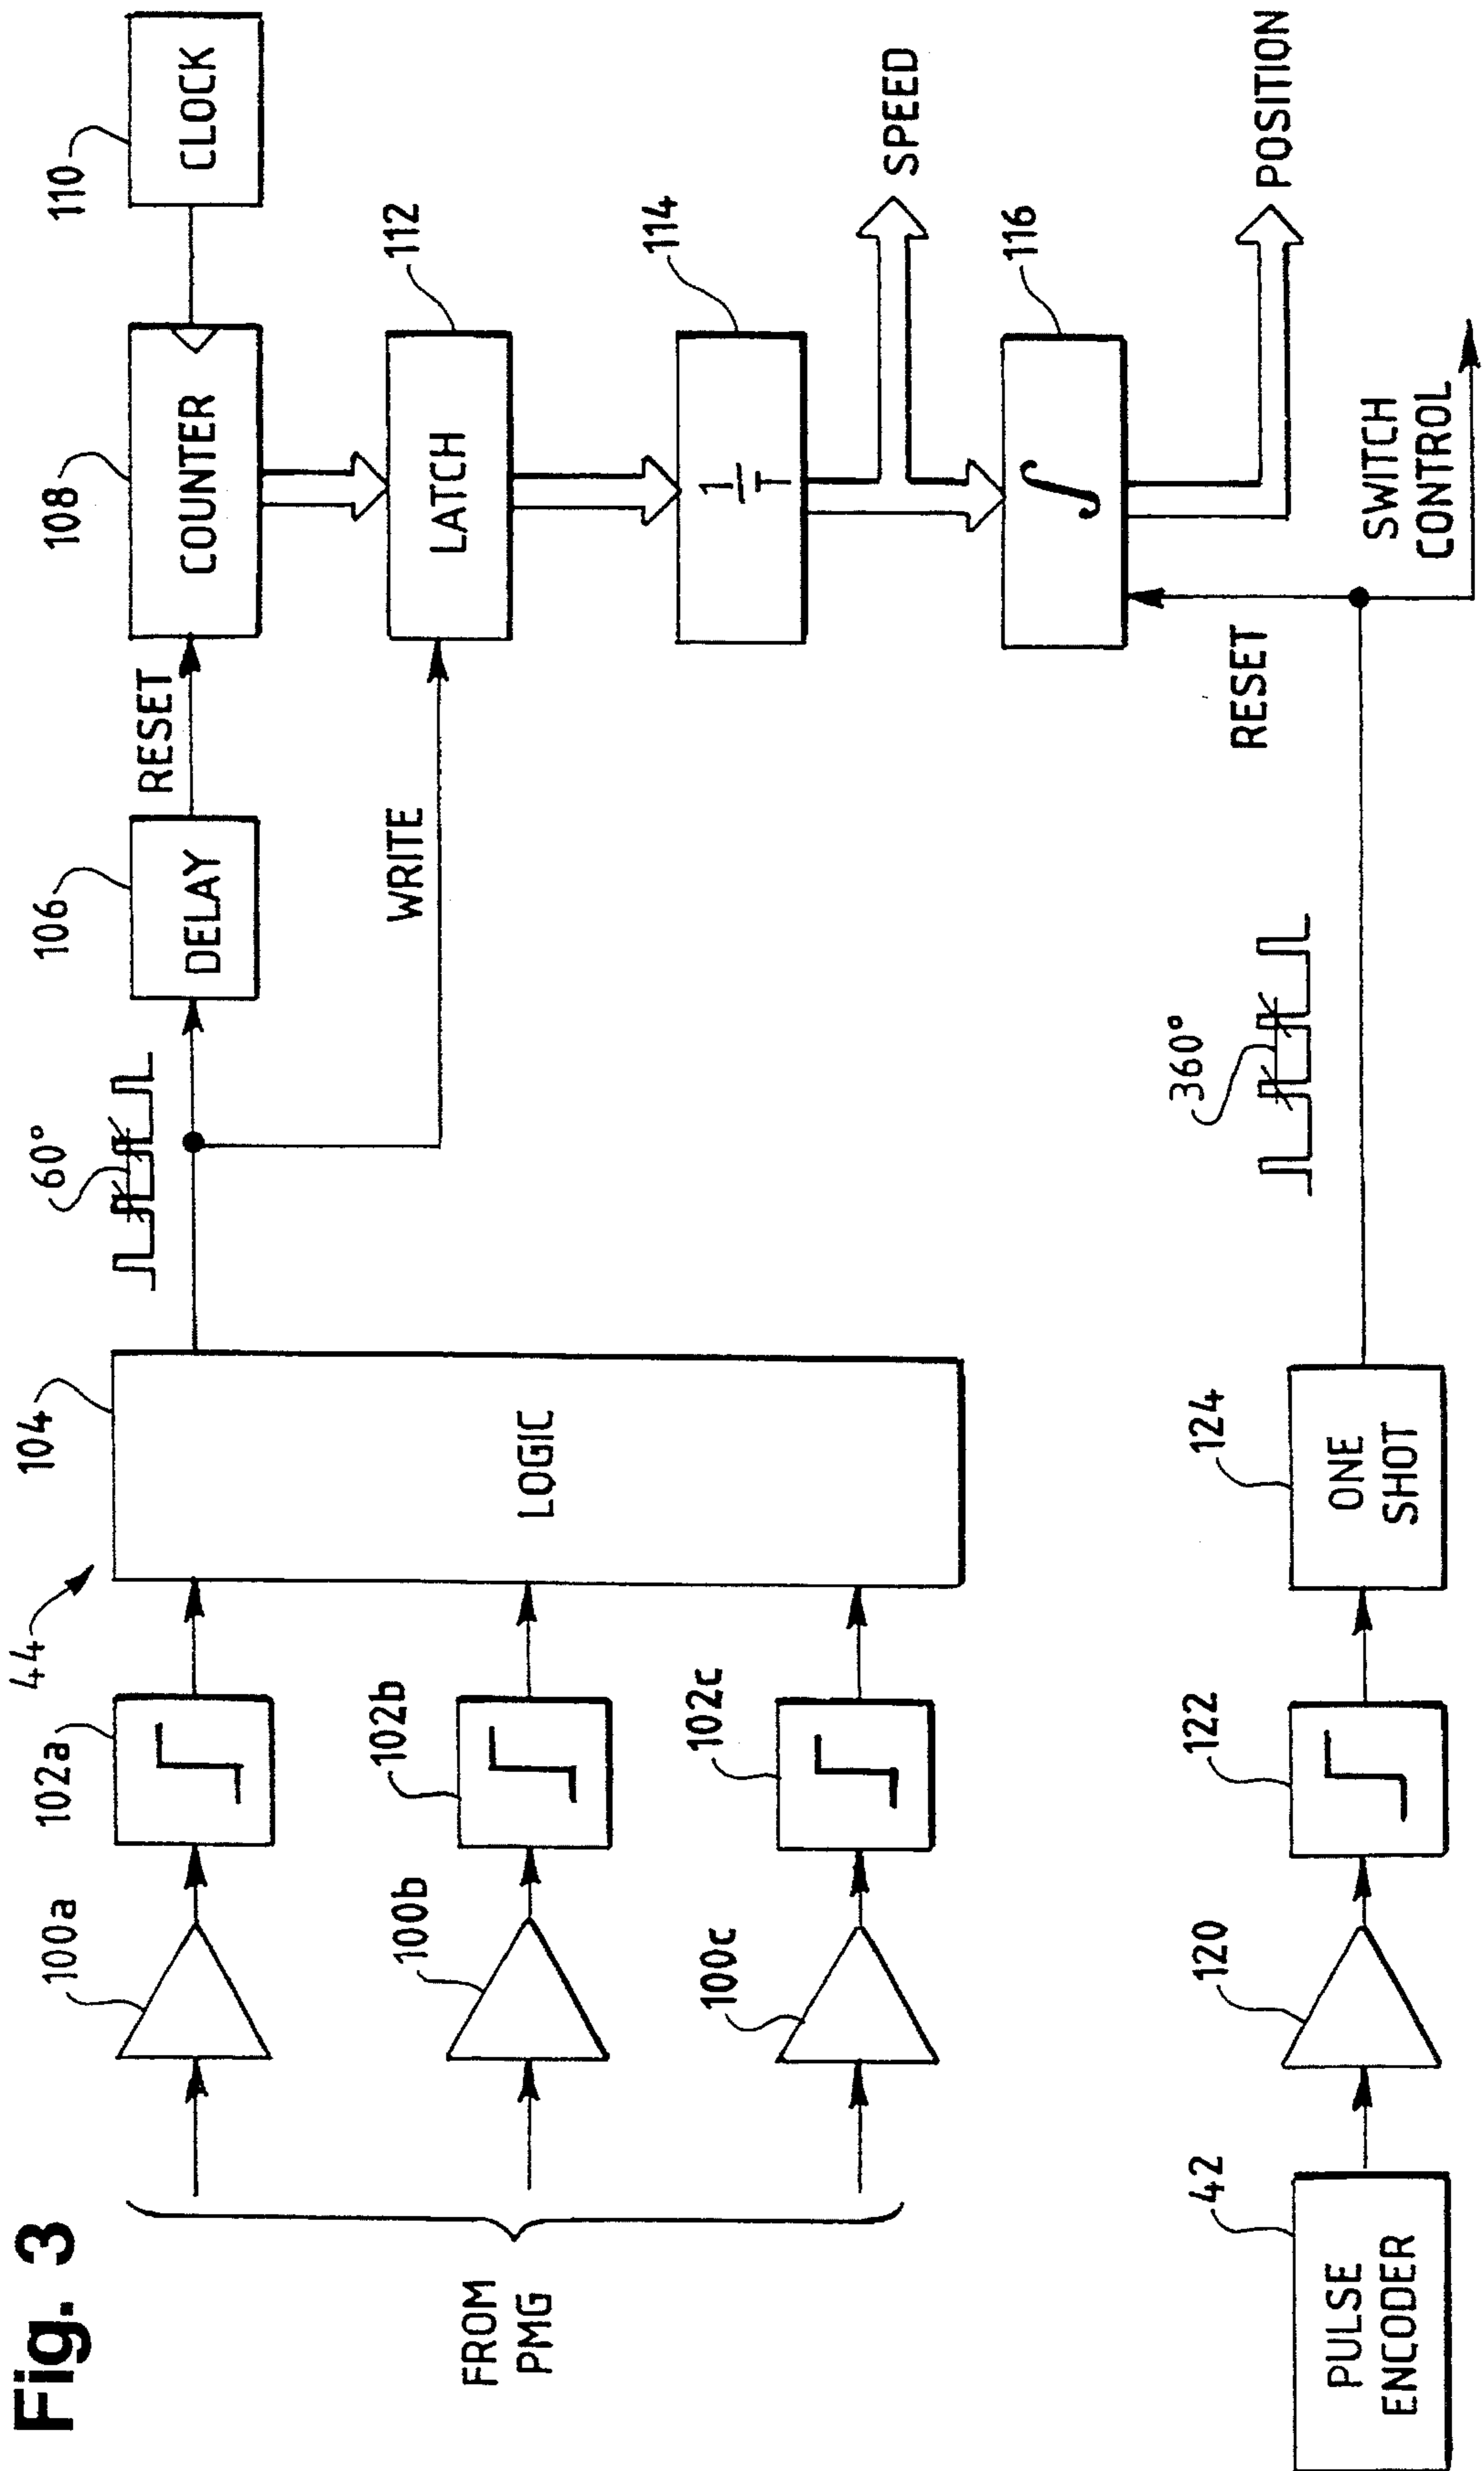 Fig. 3
44
FROM
PMG
100a
102a
100b
102b
100c
102c
104
LOGIC
60°
106
DELAY
RESET
WRITE
108
COUNTER
110
CLOCK
112
LATCH
114
1
T
SPEED
116
∫
POSITION
RESET
SWITCH
CONTROL
42
PULSE
ENCODER
120
122
124
ONE
SHOT
360°